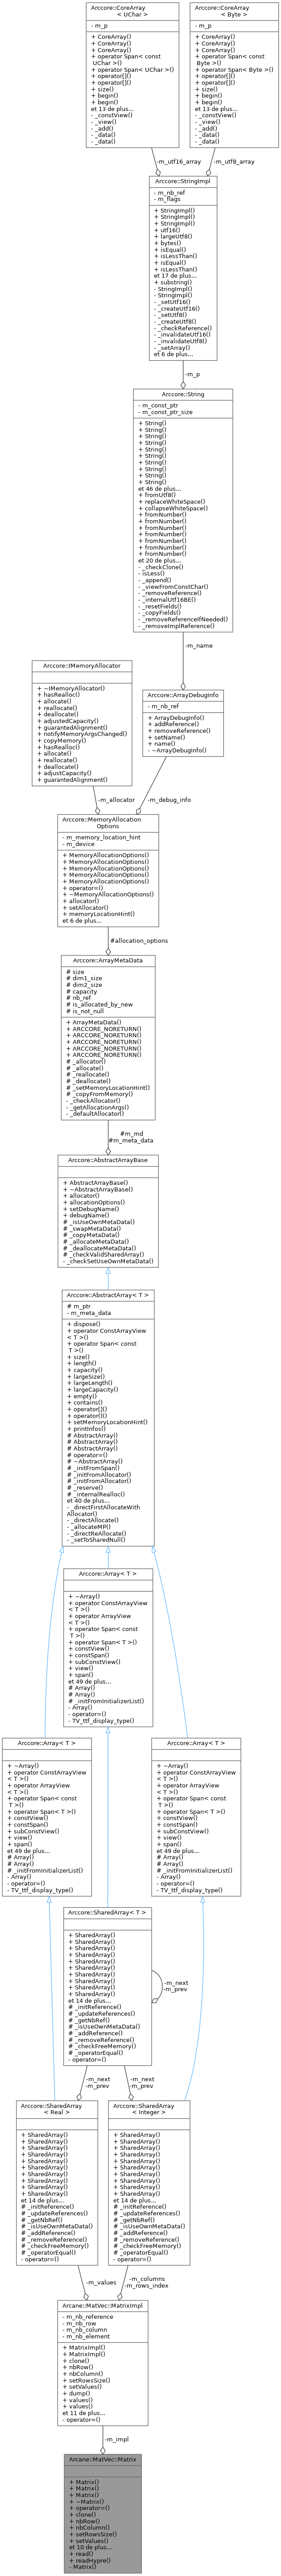 Arccore::CoreArray
< UChar >
- m_p
+ CoreArray()
+ CoreArray()
+ CoreArray()
+ operator Span< const
UChar >()
+ operator Span< UChar >()
+ operator[]()
+ operator[]()
+ size()
+ begin()
+ begin()
et 13 de plus...
- _constView()
- _view()
- _add()
- _data()
- _data()
Arccore::CoreArray
< Byte >
- m_p
+ CoreArray()
+ CoreArray()
+ CoreArray()
+ operator Span< const
Byte >()
+ operator Span< Byte >()
+ operator[]()
+ operator[]()
+ size()
+ begin()
+ begin()
et 13 de plus...
- _constView()
- _view()
- _add()
- _data()
- _data()
-m_utf16_array
-m_utf8_array
Arccore::StringImpl
- m_nb_ref
- m_flags
+ StringImpl()
+ StringImpl()
+ StringImpl()
+ utf16()
+ largeUtf8()
+ bytes()
+ isEqual()
+ isLessThan()
+ isEqual()
+ isLessThan()
et 17 de plus...
+ substring()
- StringImpl()
- StringImpl()
- _setUtf16()
- _createUtf16()
- _setUtf8()
- _createUtf8()
- _checkReference()
- _invalidateUtf16()
- _invalidateUtf8()
- _setArray()
et 6 de plus...
-m_p
Arccore::String
- m_const_ptr
- m_const_ptr_size
+ String()
+ String()
+ String()
+ String()
+ String()
+ String()
+ String()
+ String()
+ String()
+ String()
et 46 de plus...
+ fromUtf8()
+ replaceWhiteSpace()
+ collapseWhiteSpace()
+ fromNumber()
+ fromNumber()
+ fromNumber()
+ fromNumber()
+ fromNumber()
+ fromNumber()
+ fromNumber()
et 20 de plus...
- _checkClone()
- isLess()
- _append()
- _viewFromConstChar()
- _removeReference()
- _internalUtf16BE()
- _resetFields()
- _copyFields()
- _removeReferenceIfNeeded()
- _removeImplReference()
-m_name
Arccore::IMemoryAllocator
+ ~IMemoryAllocator()
+ hasRealloc()
+ allocate()
+ reallocate()
+ deallocate()
+ adjustedCapacity()
+ guarantedAlignment()
+ notifyMemoryArgsChanged()
+ copyMemory()
+ hasRealloc()
+ allocate()
+ reallocate()
+ deallocate()
+ adjustCapacity()
+ guarantedAlignment()
Arccore::ArrayDebugInfo
- m_nb_ref
+ ArrayDebugInfo()
+ addReference()
+ removeReference()
+ setName()
+ name()
- ~ArrayDebugInfo()
-m_allocator
-m_debug_info
Arccore::MemoryAllocation
Options
- m_memory_location_hint
- m_device
+ MemoryAllocationOptions()
+ MemoryAllocationOptions()
+ MemoryAllocationOptions()
+ MemoryAllocationOptions()
+ MemoryAllocationOptions()
+ operator=()
+ ~MemoryAllocationOptions()
+ allocator()
+ setAllocator()
+ memoryLocationHint()
et 6 de plus...
#allocation_options
Arccore::ArrayMetaData
# size
# dim1_size
# dim2_size
# capacity
# nb_ref
# is_allocated_by_new
# is_not_null
+ ArrayMetaData()
+ ARCCORE_NORETURN()
+ ARCCORE_NORETURN()
+ ARCCORE_NORETURN()
+ ARCCORE_NORETURN()
+ ARCCORE_NORETURN()
# _allocator()
# _allocate()
# _reallocate()
# _deallocate()
# _setMemoryLocationHint()
# _copyFromMemory()
- _checkAllocator()
- _getAllocationArgs()
- _defaultAllocator()
#m_md
#m_meta_data
Arccore::AbstractArrayBase
+ AbstractArrayBase()
+ ~AbstractArrayBase()
+ allocator()
+ allocationOptions()
+ setDebugName()
+ debugName()
# _isUseOwnMetaData()
# _swapMetaData()
# _copyMetaData()
# _allocateMetaData()
# _deallocateMetaData()
# _checkValidSharedArray()
- _checkSetUseOwnMetaData()
Arccore::AbstractArray< T >
# m_ptr
- m_meta_data
+ dispose()
+ operator ConstArrayView
< T >()
+ operator Span< const
T >()
+ size()
+ length()
+ capacity()
+ largeSize()
+ largeLength()
+ largeCapacity()
+ empty()
+ contains()
+ operator[]()
+ operator()()
+ setMemoryLocationHint()
+ printInfos()
# AbstractArray()
# AbstractArray()
# AbstractArray()
# operator=()
# ~AbstractArray()
# _initFromSpan()
# _initFromAllocator()
# _initFromAllocator()
# _reserve()
# _internalRealloc()
et 40 de plus...
- _directFirstAllocateWith
Allocator()
- _directAllocate()
- _allocateMP()
- _directReAllocate()
- _setToSharedNull()
Arccore::Array< T >
+ ~Array()
+ operator ConstArrayView
< T >()
+ operator ArrayView
< T >()
+ operator Span< const
T >()
+ operator Span< T >()
+ constView()
+ constSpan()
+ subConstView()
+ view()
+ span()
et 49 de plus...
# Array()
# Array()
# _initFromInitializerList()
- Array()
- operator=()
- TV_ttf_display_type()
Arccore::Array< T >
+ ~Array()
+ operator ConstArrayView
< T >()
+ operator ArrayView
< T >()
+ operator Span< const
T >()
+ operator Span< T >()
+ constView()
+ constSpan()
+ subConstView()
+ view()
+ span()
et 49 de plus...
# Array()
# Array()
# _initFromInitializerList()
- Array()
- operator=()
- TV_ttf_display_type()
Arccore::Array< T >
+ ~Array()
+ operator ConstArrayView
< T >()
+ operator ArrayView
< T >()
+ operator Span< const
T >()
+ operator Span< T >()
+ constView()
+ constSpan()
+ subConstView()
+ view()
+ span()
et 49 de plus...
# Array()
# Array()
# _initFromInitializerList()
- Array()
- operator=()
- TV_ttf_display_type()
Arccore::SharedArray< T >
+ SharedArray()
+ SharedArray()
+ SharedArray()
+ SharedArray()
+ SharedArray()
+ SharedArray()
+ SharedArray()
+ SharedArray()
+ SharedArray()
+ SharedArray()
et 14 de plus...
# _initReference()
# _updateReferences()
# _getNbRef()
# _isUseOwnMetaData()
# _addReference()
# _removeReference()
# _checkFreeMemory()
# _operatorEqual()
- operator=()
-m_next
-m_prev
-m_next
-m_prev
-m_next
-m_prev
Arccore::SharedArray
< Real >
+ SharedArray()
+ SharedArray()
+ SharedArray()
+ SharedArray()
+ SharedArray()
+ SharedArray()
+ SharedArray()
+ SharedArray()
+ SharedArray()
+ SharedArray()
et 14 de plus...
# _initReference()
# _updateReferences()
# _getNbRef()
# _isUseOwnMetaData()
# _addReference()
# _removeReference()
# _checkFreeMemory()
# _operatorEqual()
- operator=()
Arccore::SharedArray
< Integer >
+ SharedArray()
+ SharedArray()
+ SharedArray()
+ SharedArray()
+ SharedArray()
+ SharedArray()
+ SharedArray()
+ SharedArray()
+ SharedArray()
+ SharedArray()
et 14 de plus...
# _initReference()
# _updateReferences()
# _getNbRef()
# _isUseOwnMetaData()
# _addReference()
# _removeReference()
# _checkFreeMemory()
# _operatorEqual()
- operator=()
-m_values
-m_columns
-m_rows_index
Arcane::MatVec::MatrixImpl
- m_nb_reference
- m_nb_row
- m_nb_column
- m_nb_element
+ MatrixImpl()
+ MatrixImpl()
+ clone()
+ nbRow()
+ nbColumn()
+ setRowsSize()
+ setValues()
+ dump()
+ values()
+ values()
et 11 de plus...
- operator=()
-m_impl
Arcane::MatVec::Matrix
+ Matrix()
+ Matrix()
+ Matrix()
+ ~Matrix()
+ operator=()
+ clone()
+ nbRow()
+ nbColumn()
+ setRowsSize()
+ setValues()
et 10 de plus...
+ read()
+ readHypre()
- Matrix()